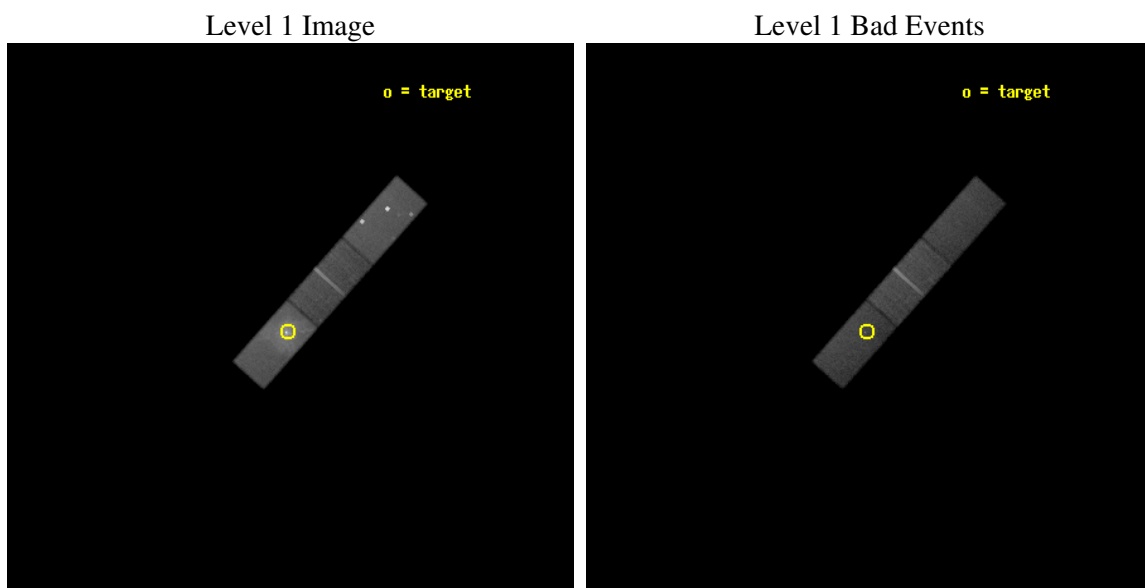 Level 1 Image
Level 1 Bad Events
o = target
o = target